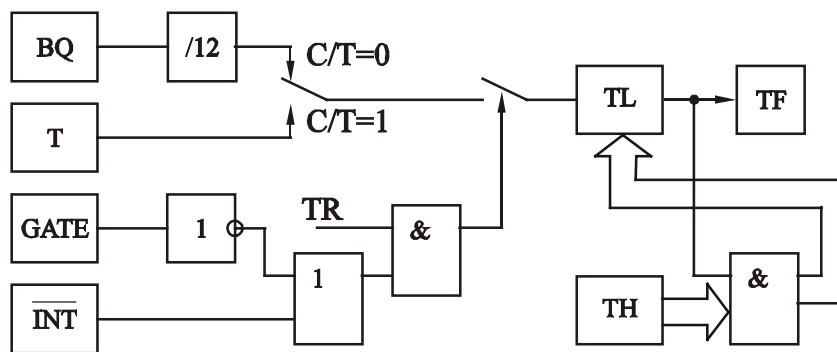 BQ
/12
C/T=0
T
C/T=1
TL
TF
GATE
1
TR
&
INT
1
TH
&